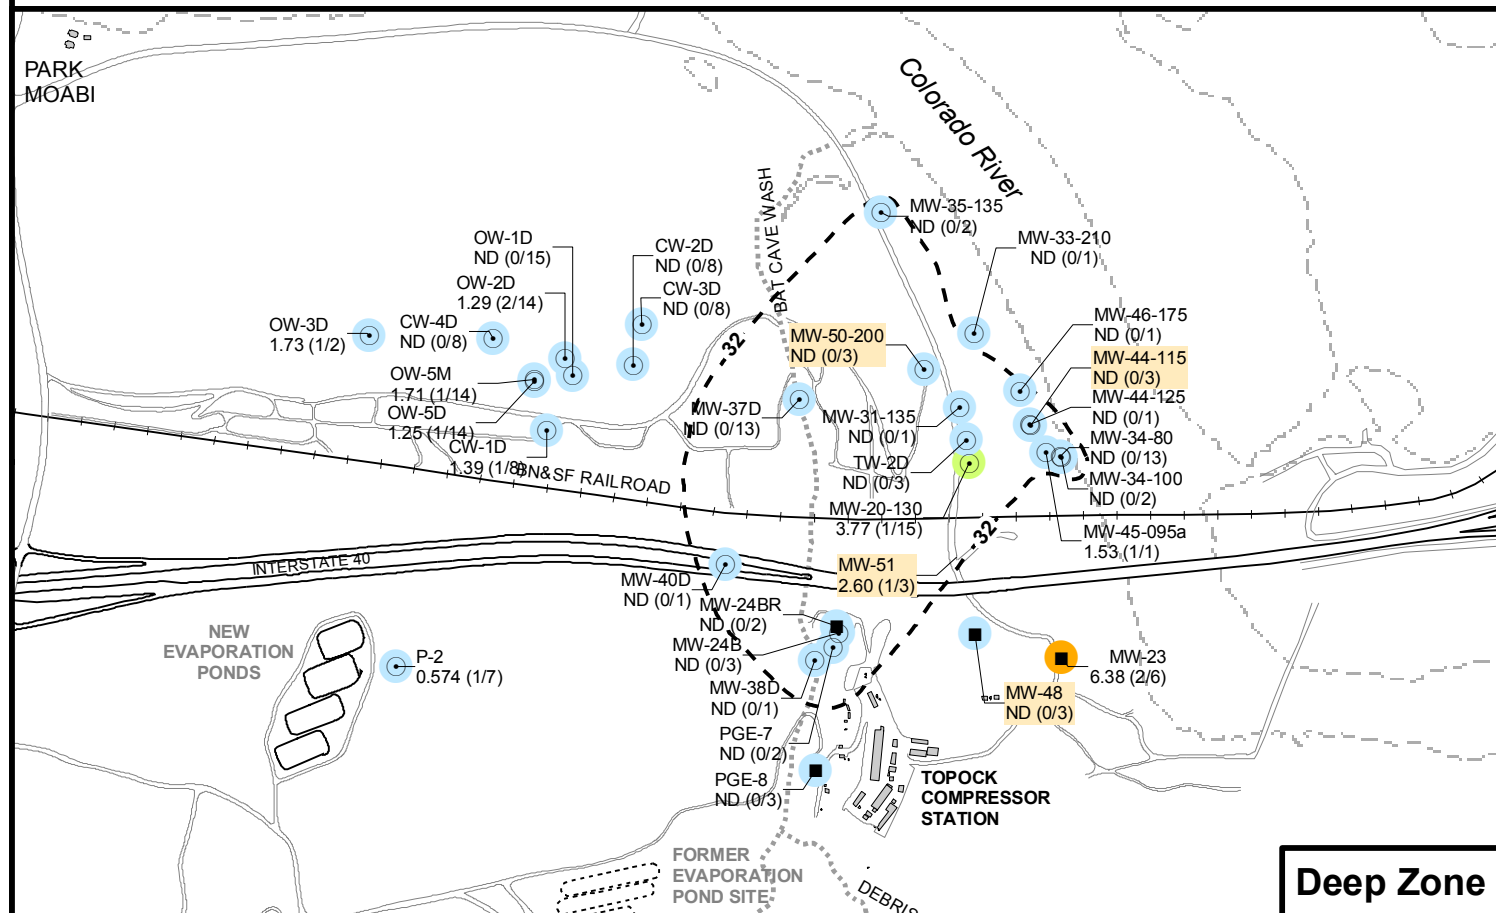 PARK
MOABI
Colorado River
BAT CAVE WASH
MW-35-135
ND (0/2)
MW-33-210
ND (0/1)
OW-1D
ND (0/15)
CW-2D
ND (0/8)
OW-2D
1.29 (2/14)
CW-3D
ND (0/8)
OW-3D
1.73 (1/2)
CW-4D
ND (0/8)
MW-46-175
ND (0/1)
32
MW-50-200
ND (0/3)
MW-44-115
ND (0/3)
OW-5M
1.71 (1/14)
MW-44-125
ND (0/1)
OW-5D
1.25 (1/14)
MW-37D
ND (0/13)
MW-31-135
ND (0/1)
CW-1D
1.39 (1/8)
MW-34-80
ND (0/13)
TW-2D
ND (0/3)
MW-34-100
ND (0/2)
BN&SF RAILROAD
MW-20-130
3.77 (1/15)
32
MW-45-095a
1.53 (1/1)
INTERSTATE 40
MW-51
2.60 (1/3)
MW-40D
ND (0/1)
MW-24BR
ND (0/2)
NEW
EVAPORATION
PONDS
MW-24B
ND (0/3)
P-2
0.574 (1/7)
MW-23
6.38 (2/6)
MW-38D
ND (0/1)
MW-48
ND (0/3)
PGE-7
ND (0/2)
PGE-8
ND (0/3)
TOPOCK
COMPRESSOR
STATION
FORMER
EVAPORATION
POND SITE
DEBRIS
Deep Zone